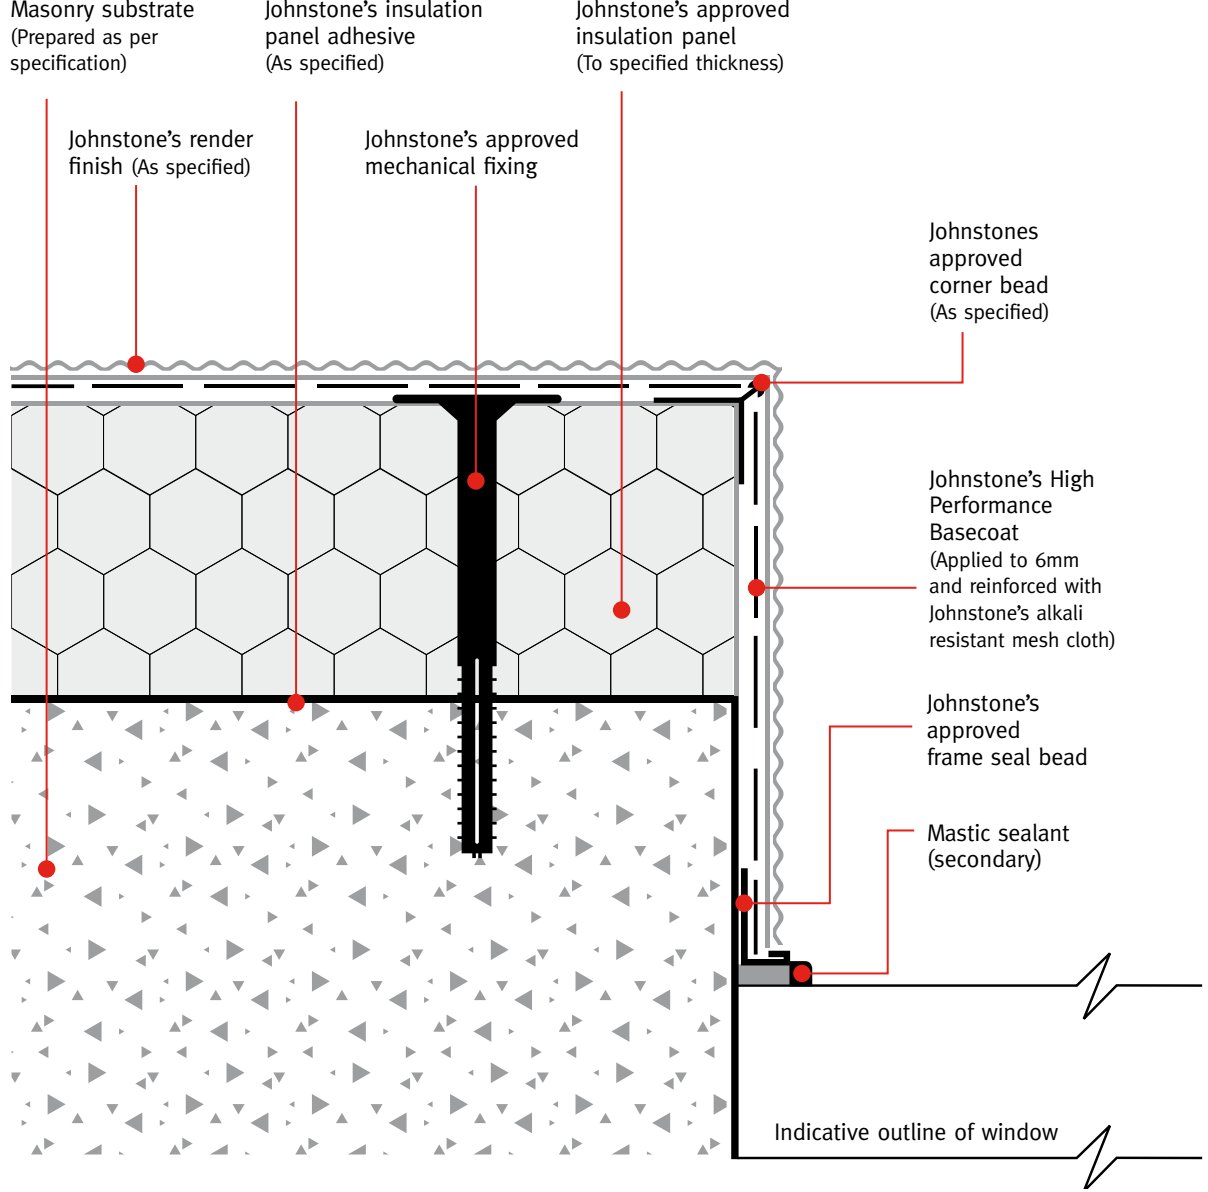 Masonry substrate
(Prepared as per
specification)
Johnstone's insulation
panel adhesive
(As specified)
Johnstone's approved
insulation panel
(To specified thickness)
Johnstone's render
finish (As specified)
Johnstone's approved
mechanical fixing
Johnstones
approved
corner bead
(As specified)
Johnstone's High
Performance
Basecoat
(Applied to 6mm
and reinforced with
Johnstone's alkali
resistant mesh cloth)
Johnstone's
approved
frame seal bead
Mastic sealant
(secondary)
Indicative outline of window